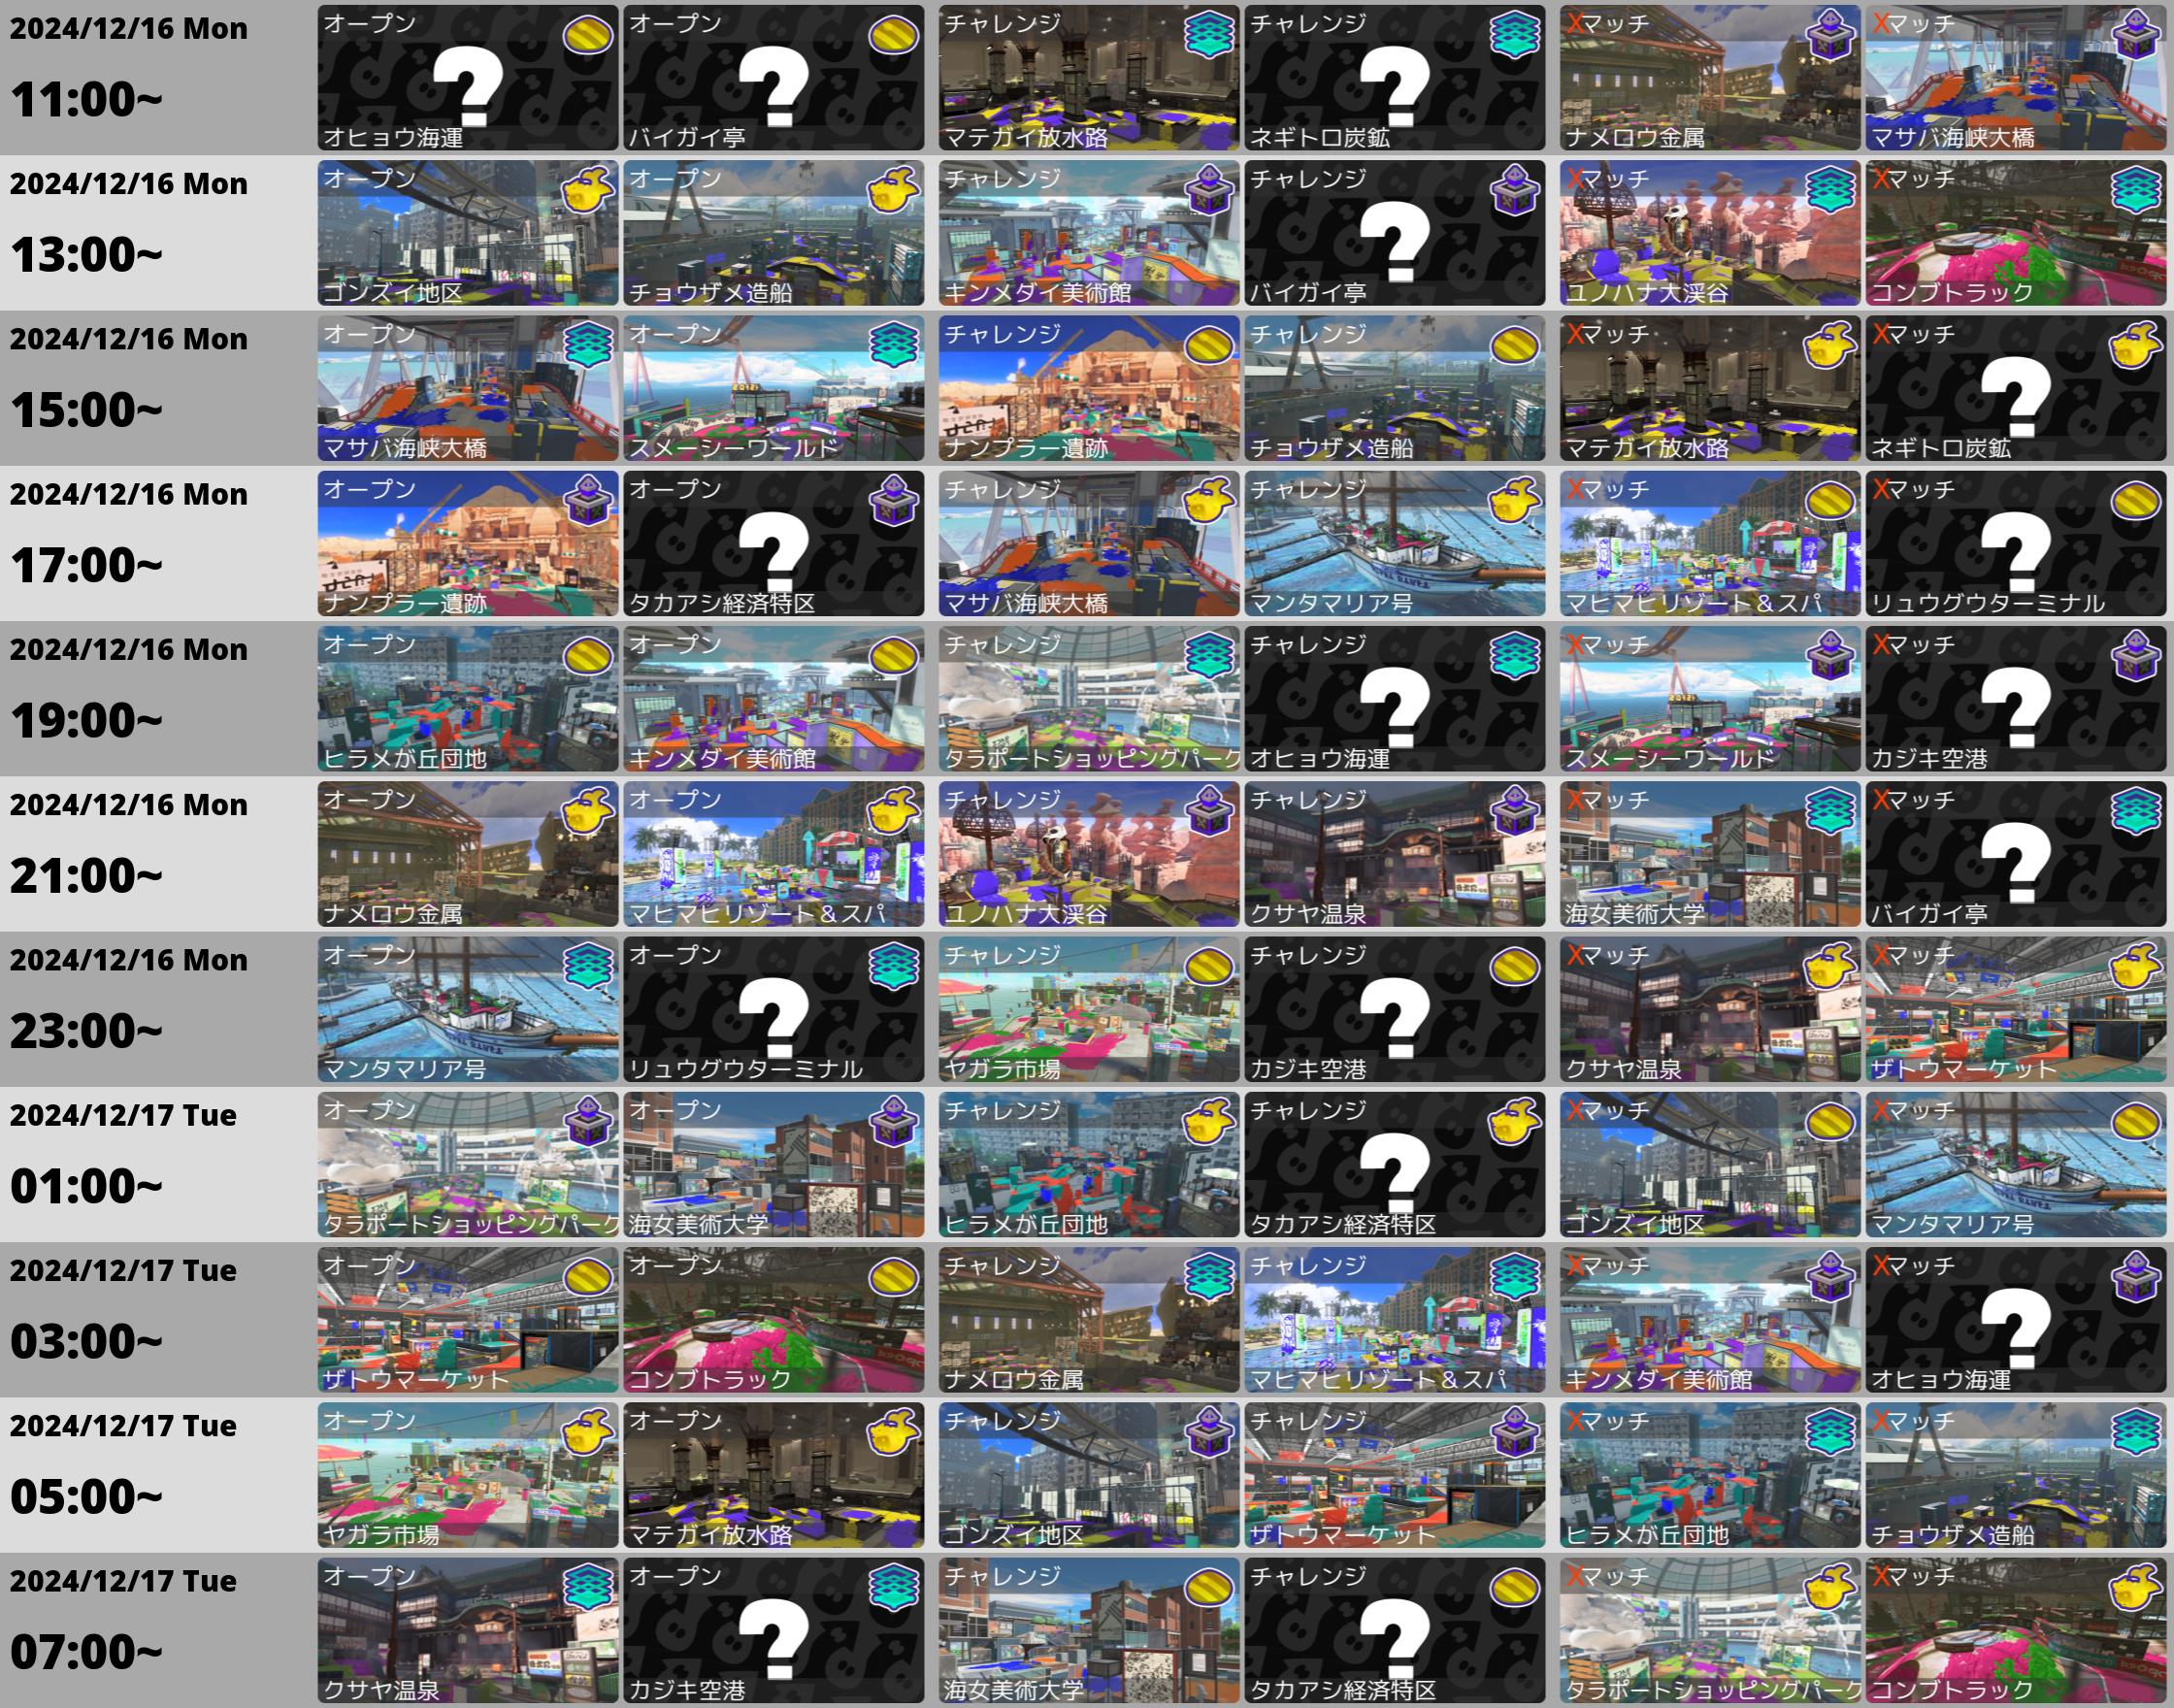 2024/12/16 Mon
11:00~
オープン オープン チャレンジ チャレンジ Xマッチ Xマッチ
オヒョウ海運 バイガイ亭 マテガイ放水路 ネギトロ炭鉱 ナメロウ金属 マサバ海峡大橋
2024/12/16 Mon
13:00~
オープン オープン チャレンジ チャレンジ Xマッチ Xマッチ
ゴンズイ地区 チョウザメ造船 キンメダイ美術館 バイガイ亭 ユノハナ大渓谷 コンブトラック
2024/12/16 Mon
15:00~
オープン オープン チャレンジ チャレンジ Xマッチ Xマッチ
マサバ海峡大橋 スメーシーワールド ナンプラー遺跡 チョウザメ造船 マテガイ放水路 ネギトロ炭鉱
2024/12/16 Mon
17:00~
オープン オープン チャレンジ チャレンジ Xマッチ Xマッチ
ナンプラー遺跡 タカアシ経済特区 マサバ海峡大橋 マンタマリア号 マヒマヒリゾート＆スパ リュウグウターミナル
2024/12/16 Mon
19:00~
オープン オープン チャレンジ チャレンジ Xマッチ Xマッチ
ヒラメが丘団地 キンメダイ美術館 タラポートショッピングパーク オヒョウ海運 スメーシーワールド カジキ空港
2024/12/16 Mon
21:00~
オープン オープン チャレンジ チャレンジ Xマッチ Xマッチ
ナメロウ金属 マヒマヒリゾート＆スパ ユノハナ大渓谷 クサヤ温泉 海女美術大学 バイガイ亭
2024/12/16 Mon
23:00~
オープン オープン チャレンジ チャレンジ Xマッチ Xマッチ
マンタマリア号 リュウグウターミナル ヤガラ市場 カジキ空港 クサヤ温泉 ザトウマーケット
2024/12/17 Tue
01:00~
オープン オープン チャレンジ チャレンジ Xマッチ Xマッチ
タラポートショッピングパーク 海女美術大学 ヒラメが丘団地 タカアシ経済特区 ゴンズイ地区 マンタマリア号
2024/12/17 Tue
03:00~
オープン オープン チャレンジ チャレンジ Xマッチ Xマッチ
ザトウマーケット コンブトラック ナメロウ金属 マヒマヒリゾート＆スパ キンメダイ美術館 オヒョウ海運
2024/12/17 Tue
05:00~
オープン オープン チャレンジ チャレンジ Xマッチ Xマッチ
ヤガラ市場 マテガイ放水路 ゴンズイ地区 ザトウマーケット ヒラメが丘団地 チョウザメ造船
2024/12/17 Tue
07:00~
オープン オープン チャレンジ チャレンジ Xマッチ Xマッチ
クサヤ温泉 カジキ空港 海女美術大学 タカアシ経済特区 タラポートショッピングパーク コンブトラック